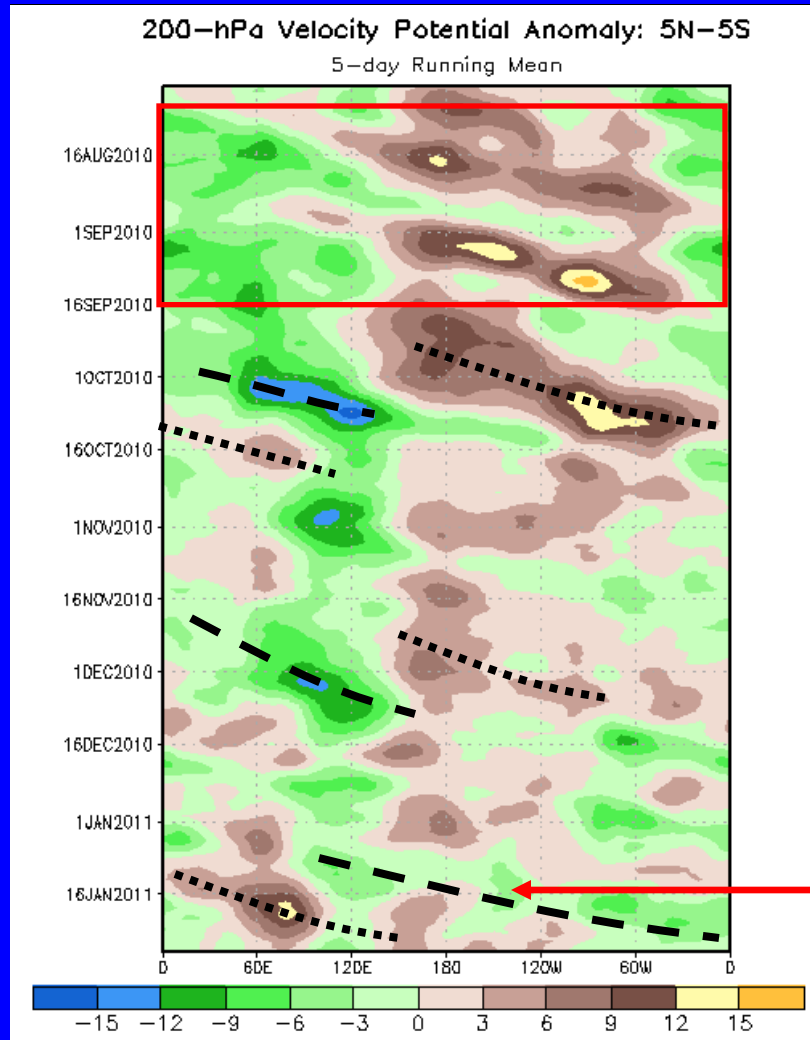 200-hPa Velocity Potential Anomaly: 5N-5S
5-day Running Mean
16AUG2010
1SEP2010
16SEP2010
1OCT2010
16OCT2010
1NOV2010
16NOV2010
1DEC2010
16DEC2010
1JAN2011
16JAN2011
0 60E 120E 180 120W 60W 0
-15 -12 -9 -6 -3 0 3 6 9 12 15